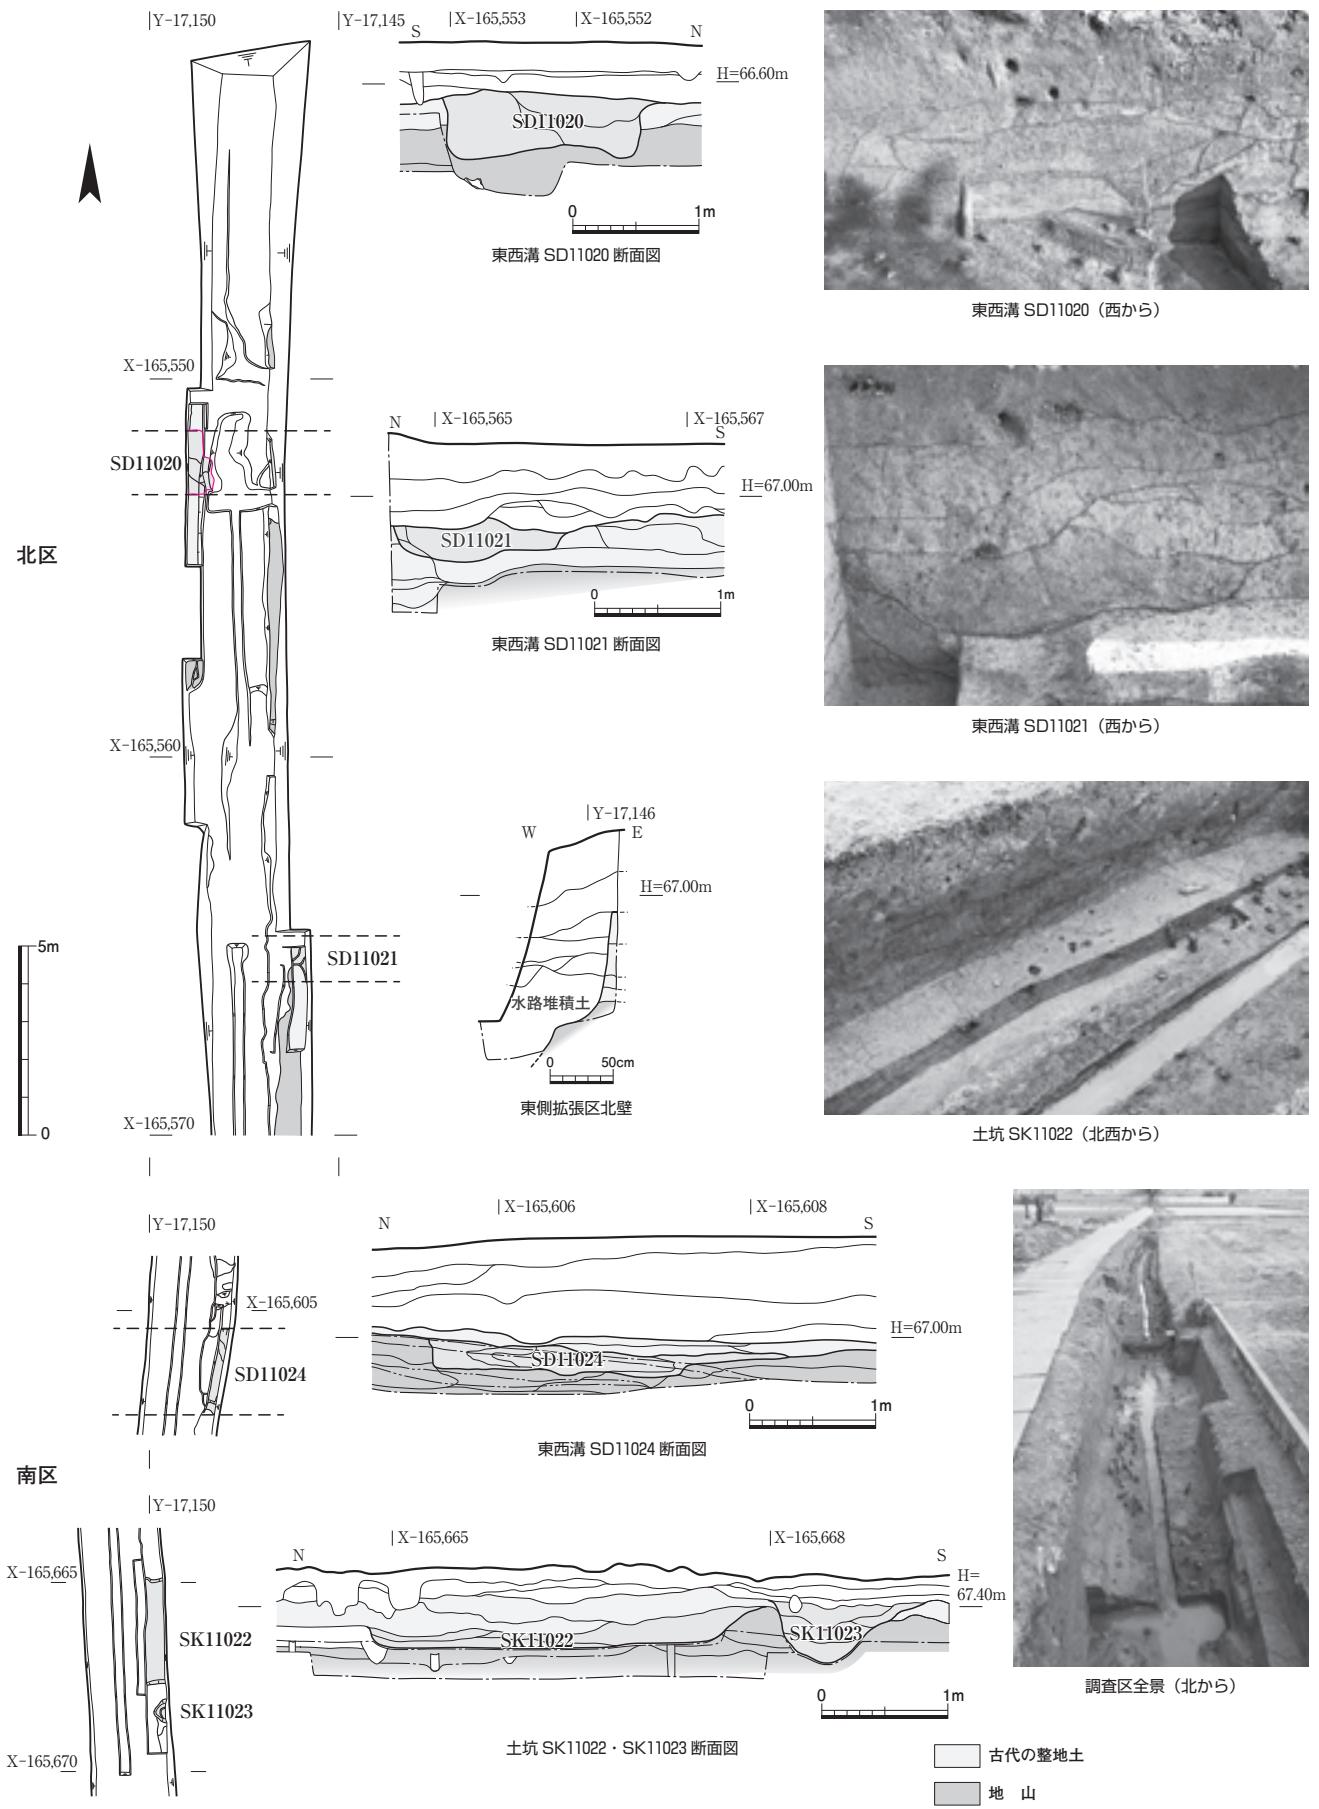 Y-17,150
Y-17,145
X-165,553
X-165,552
S
N
H=66.60m
SD11020
0
1m
東西溝 SD11020 断面図
東西溝 SD11020（西から）
X-165,550
SD11020
北区
X-165,560
N
X-165,565
X-165,567
S
H=67.00m
SD11021
0
1m
東西溝 SD11021 断面図
東西溝 SD11021（西から）
Y-17,146
W
E
H=67.00m
水路堆積土
0
50cm
東側拡張区北壁
SD11021
5m
0
X-165,570
土坑 SK11022（北西から）
Y-17,150
X-165,605
SD11024
南区
N
X-165,606
X-165,608
S
H=67.00m
SD11024
0
1m
東西溝 SD11024 断面図
Y-17,150
X-165,665
SK11022
SK11023
X-165,670
N
X-165,665
X-165,668
S
H=
67.40m
SK11022
SK11023
0
1m
土坑 SK11022・SK11023 断面図
調査区全景（北から）
古代の整地土
地　山